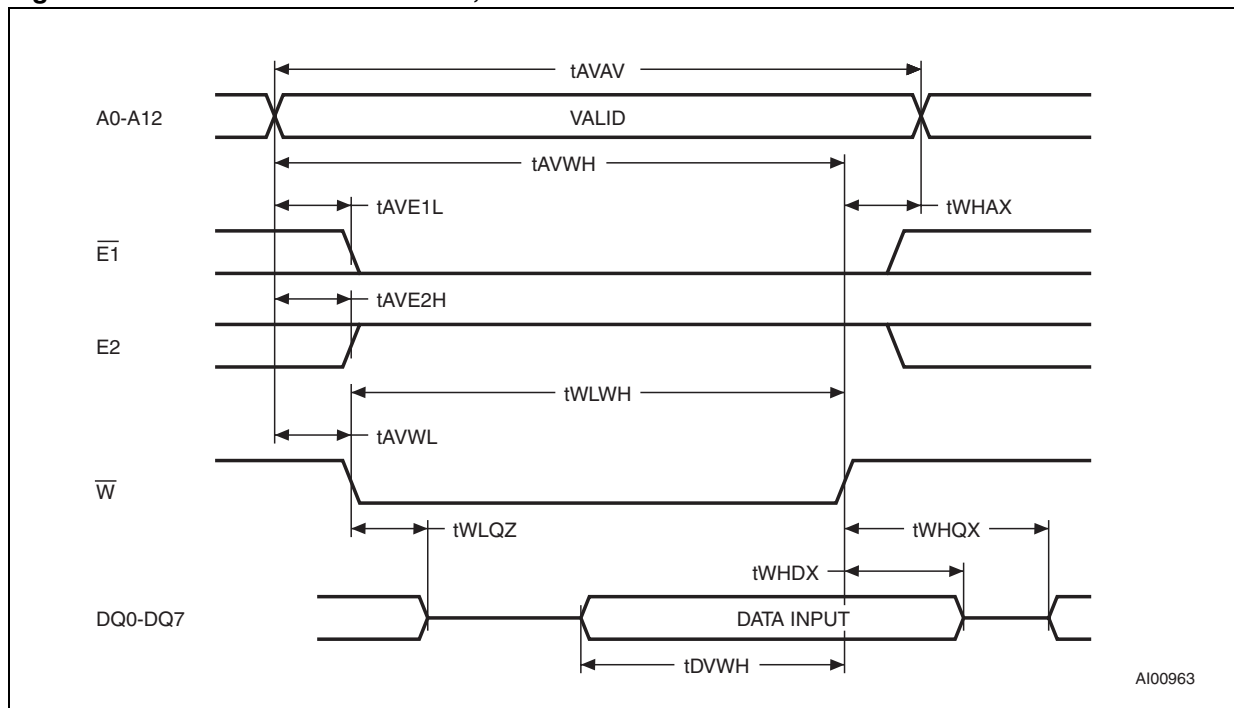 tAVAV
A0-A12
VALID
tAVWH
tAVE1L
tWHAX
E1
tAVE2H
E2
tWLWH
tAVWL
W
tWLQZ
tWHQX
tWHDX
DQ0-DQ7
DATA INPUT
tDVWH
AI00963